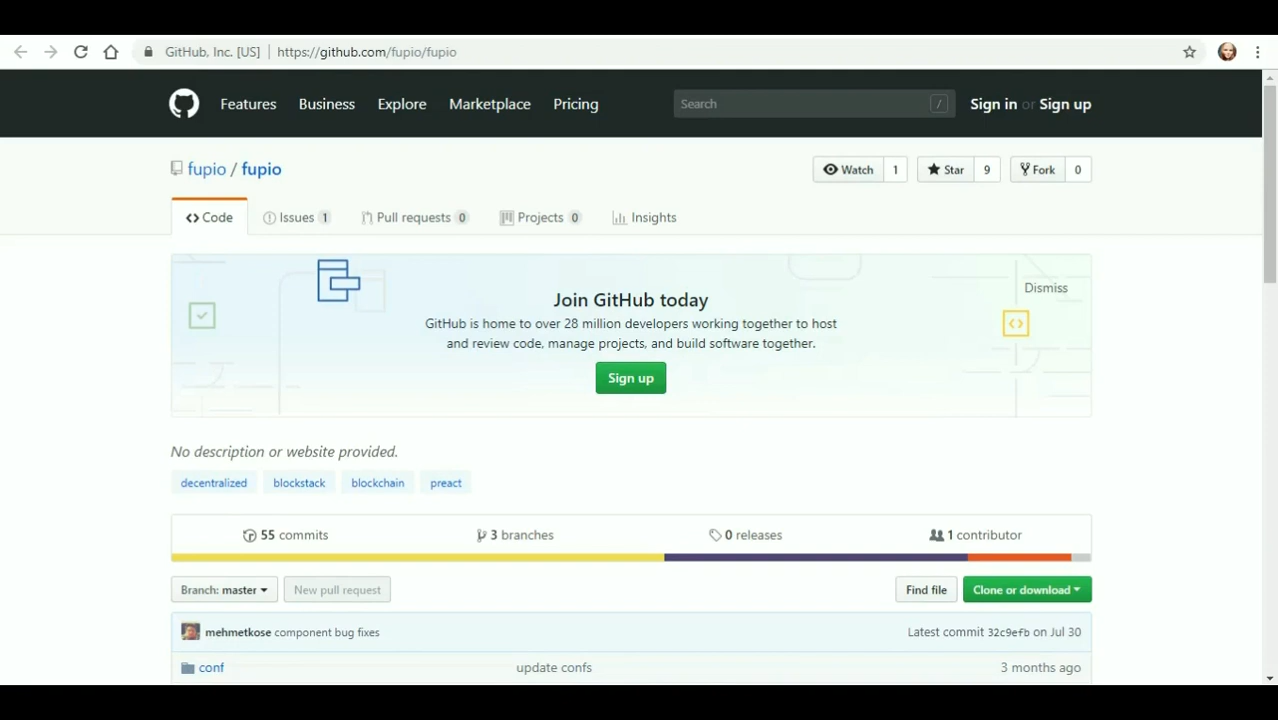 GitHub, Inc. [US] | https://github.com/fupio/fupio
Features Business Explore Marketplace Pricing Search / Sign in or Sign up
fupio / fupio Watch 1 Star 9 Fork 0
Code Issues 1 Pull requests 0 Projects 0 Insights
Dismiss
Join GitHub today
GitHub is home to over 28 million developers working together to host
and review code, manage projects, and build software together.
Sign up
No description or website provided.
decentralized blockstack blockchain preact
55 commits 3 branches 0 releases 1 contributor
Branch: master New pull request Find file Clone or download
mehmetkose component bug fixes Latest commit 32c9efb on Jul 30
conf update confs 3 months ago